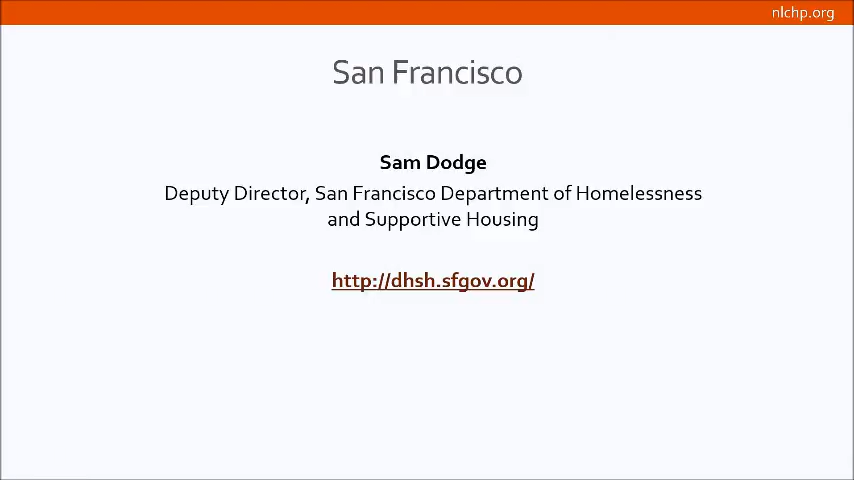 nlchp.org
San Francisco
Sam Dodge
Deputy Director, San Francisco Department of Homelessness
and Supportive Housing
http://dhsh.sfgov.org/